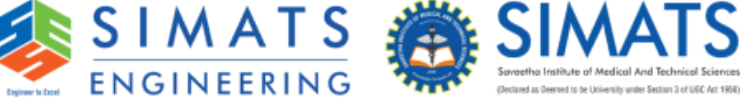 SIMATS
ENGINEERING
Engineer to Excel
SIMATS
Saveetha Institute of Medical And Technical Sciences
(Declared as Deemed to be University under Section 3 of UGC Act 1956)